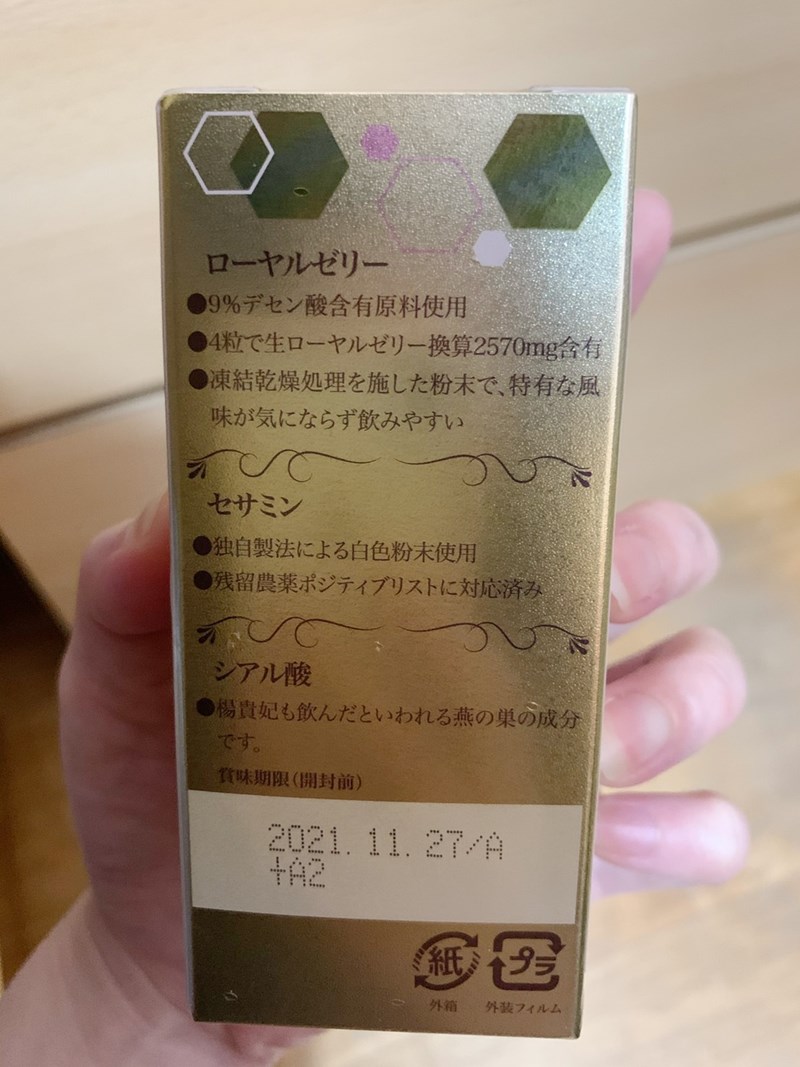 ローヤルゼリー
●9%デセン酸含有原料使用
●4粒で生ローヤルゼリー換算2570mg含有
●凍結乾燥処理を施した粉末で、特有な風
味が気にならず飲みやすい
セサミン
●独自製法による白色粉末使用
●残留農薬ポジティブリストに対応済み
シアル酸
●楊貴妃も飲んだといわれる燕の巣の成分
です。
賞味期限(開封前)
2021. 11. 27/A
+A2
紙 プラ
外箱 外装フィルム